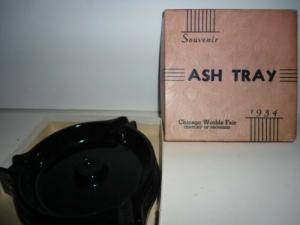 Souvenir
ASH TRAY
1934
Chicago Worlds Fair
CENTURY OF PROGRESS